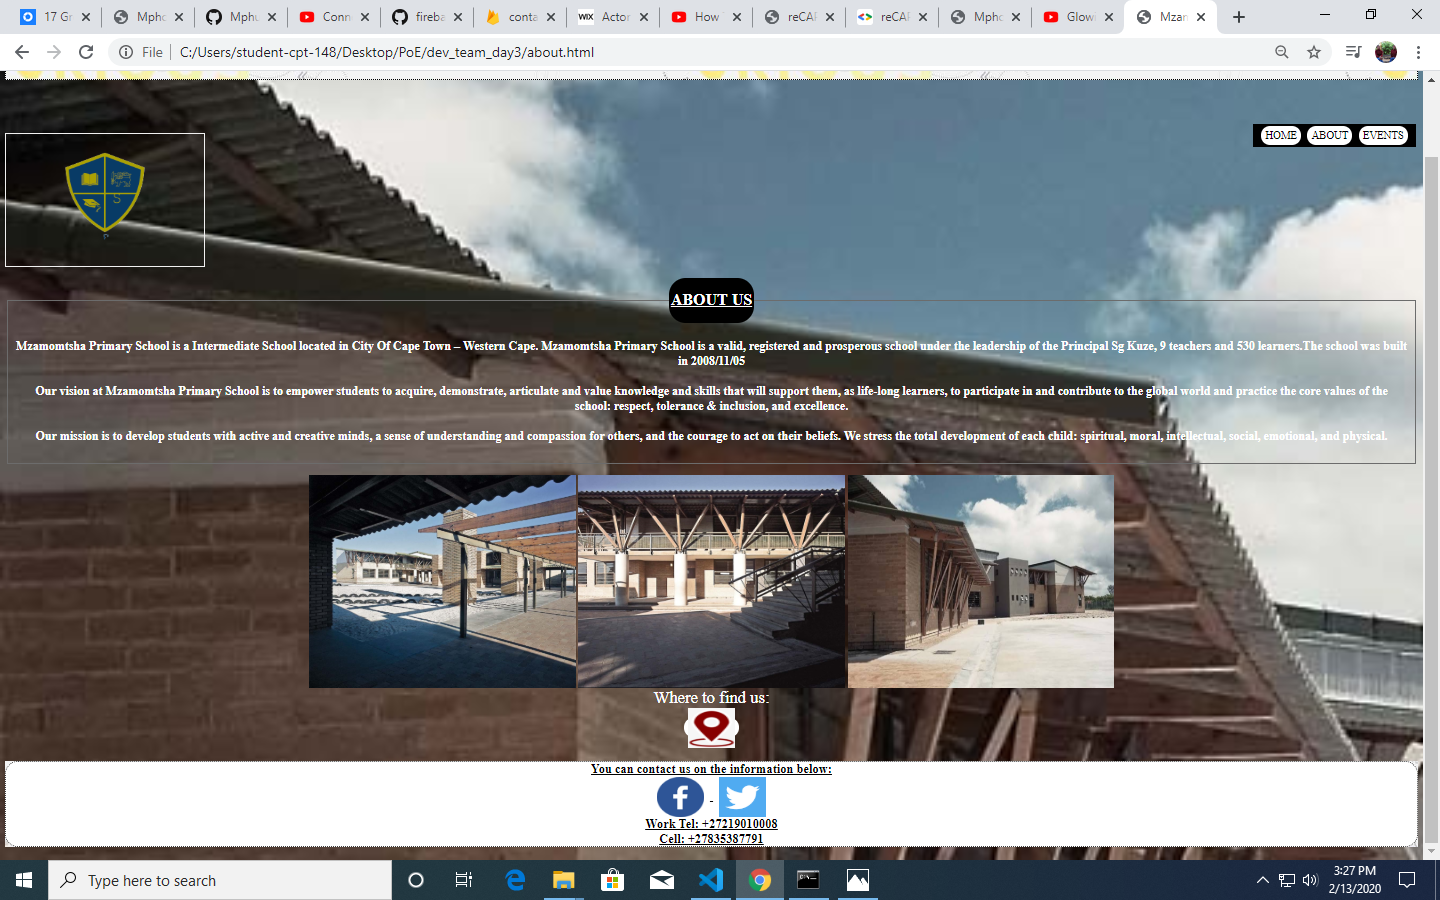 17 Gr
Mpho
Mphu
Conn
fireba
conta
WIX Actor
How
reCAP
reCAP
Mpho
Glow
Mzam
File C:/Users/student-cpt-148/Desktop/PoE/dev_team_day3/about.html
HOME ABOUT EVENTS
S
P
ABOUT US
Mzamomtsha Primary School is a Intermediate School located in City Of Cape Town – Western Cape. Mzamomtsha Primary School is a valid, registered and prosperous school under the leadership of the Principal Sg Kuze, 9 teachers and 530 learners.The school was built
in 2008/11/05
Our vision at Mzamomtsha Primary School is to empower students to acquire, demonstrate, articulate and value knowledge and skills that will support them, as life-long learners, to participate in and contribute to the global world and practice the core values of the
school: respect, tolerance & inclusion, and excellence.
Our mission is to develop students with active and creative minds, a sense of understanding and compassion for others, and the courage to act on their beliefs. We stress the total development of each child: spiritual, moral, intellectual, social, emotional, and physical.
Where to find us:
You can contact us on the information below:
-
Work Tel: +27219010008
Cell: +27835387791
Type here to search
3:27 PM
2/13/2020